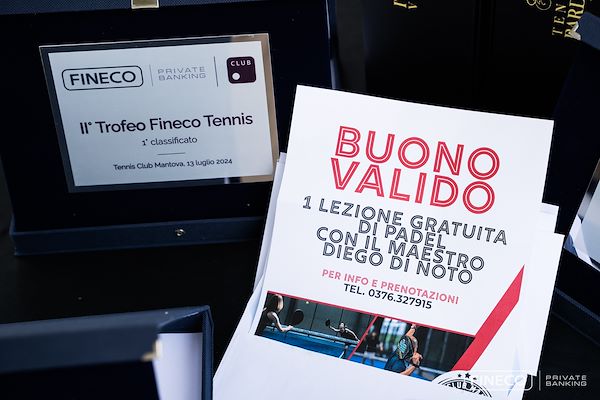 FINECO PRIVATE BANKING CLUB
II° Trofeo Fineco Tennis
1° classificato
Tennis Club Mantova, 13 luglio 2024
BUONO
VALIDO
1 LEZIONE GRATUITA
DI PADEL
CON IL MAESTRO
DIEGO DI NOTO
PER INFO E PRENOTAZIONI
TEL. 0376.327915
FINECO PRIVATE BANKING